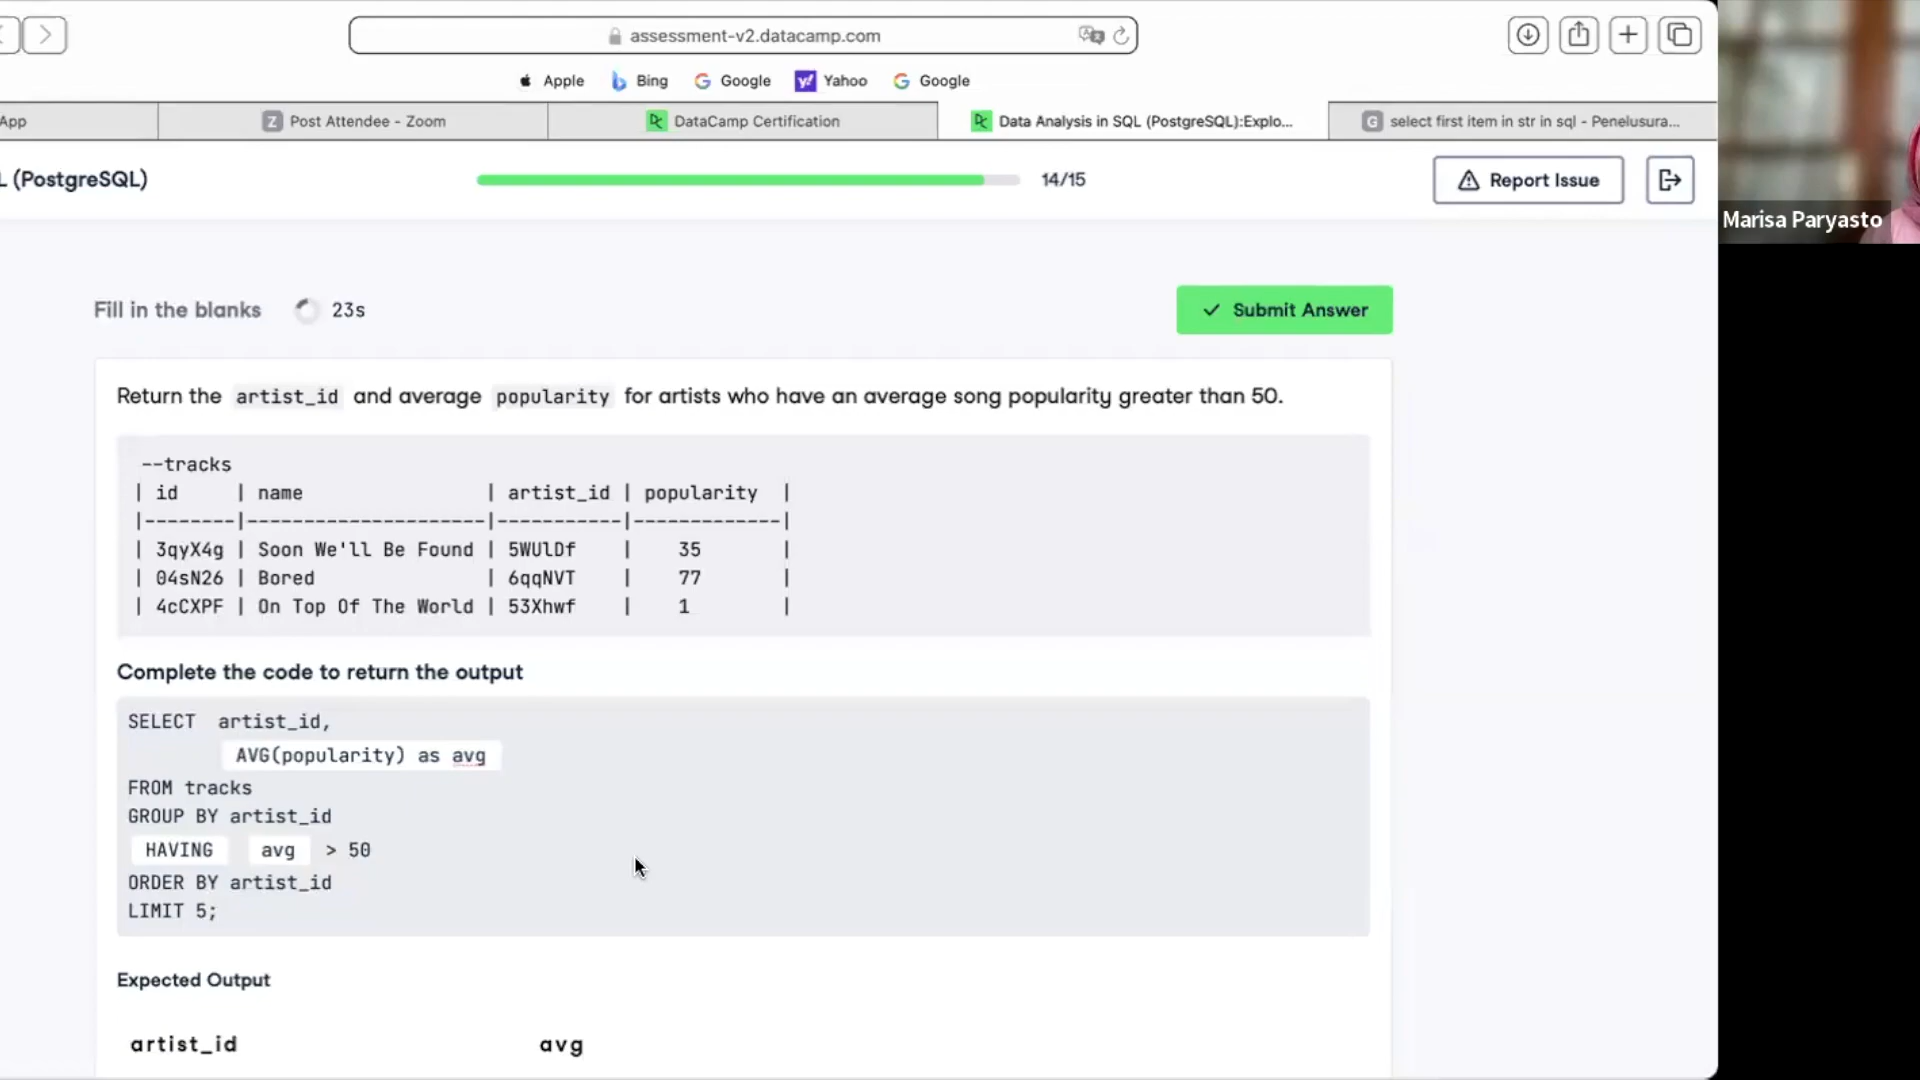 assessment-v2.datacamp.com
Apple Bing Google Yahoo Google
App Post Attendee - Zoom DataCamp Certification Data Analysis in SQL (PostgreSQL):Explo... select first item in str in sql - Penelusura...
L (PostgreSQL) 14/15 Report Issue
Marisa Paryasto
Fill in the blanks 23s Submit Answer
Return the artist_id and average popularity for artists who have an average song popularity greater than 50.
--tracks
| id | name | artist_id | popularity |
|--------|---------------------|-----------|-------------|
| 3qyX4g | Soon We'll Be Found | 5WUlDf | 35 |
| 04sN26 | Bored | 6qqNVT | 77 |
| 4cCXPF | On Top Of The World | 53Xhwf | 1 |
Complete the code to return the output
SELECT artist_id,
AVG(popularity) as avg
FROM tracks
GROUP BY artist_id
HAVING avg > 50
ORDER BY artist_id
LIMIT 5;
Expected Output
artist_id avg